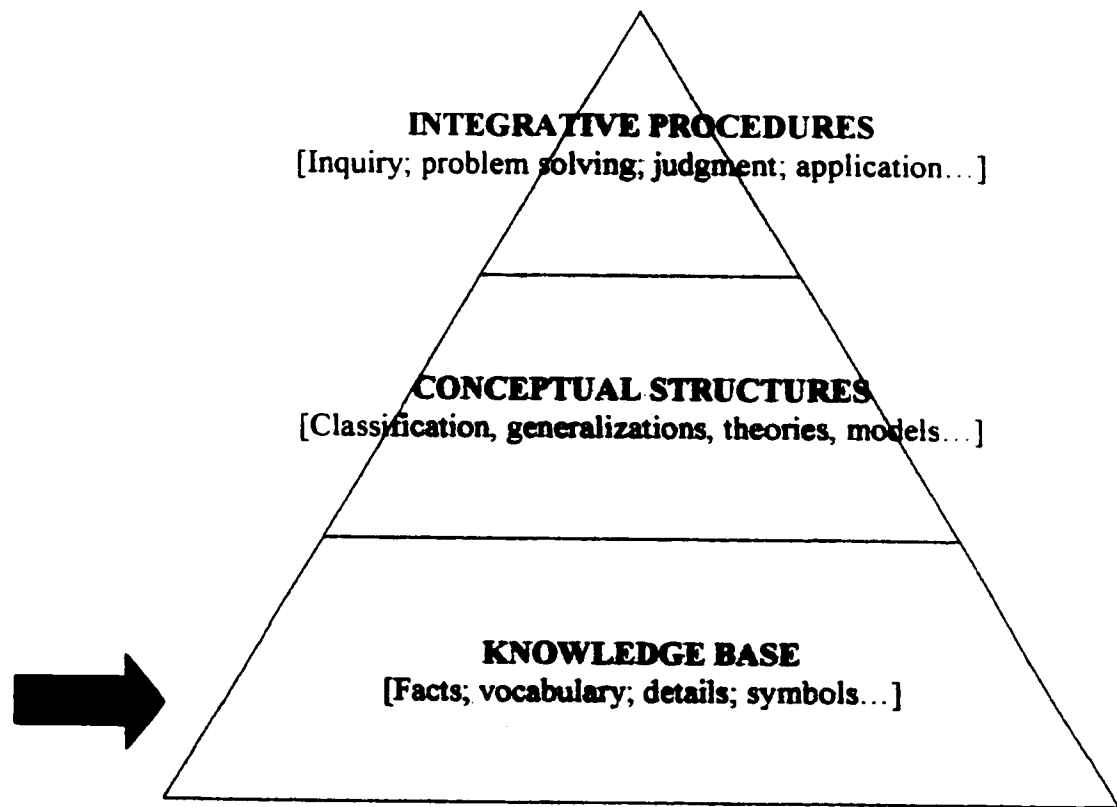 INTEGRATIVE PROCEDURES
[Inquiry; problem solving; judgment; application...]
CONCEPTUAL STRUCTURES
[Classification, generalizations, theories, models...]
KNOWLEDGE BASE
[Facts; vocabulary; details; symbols...]